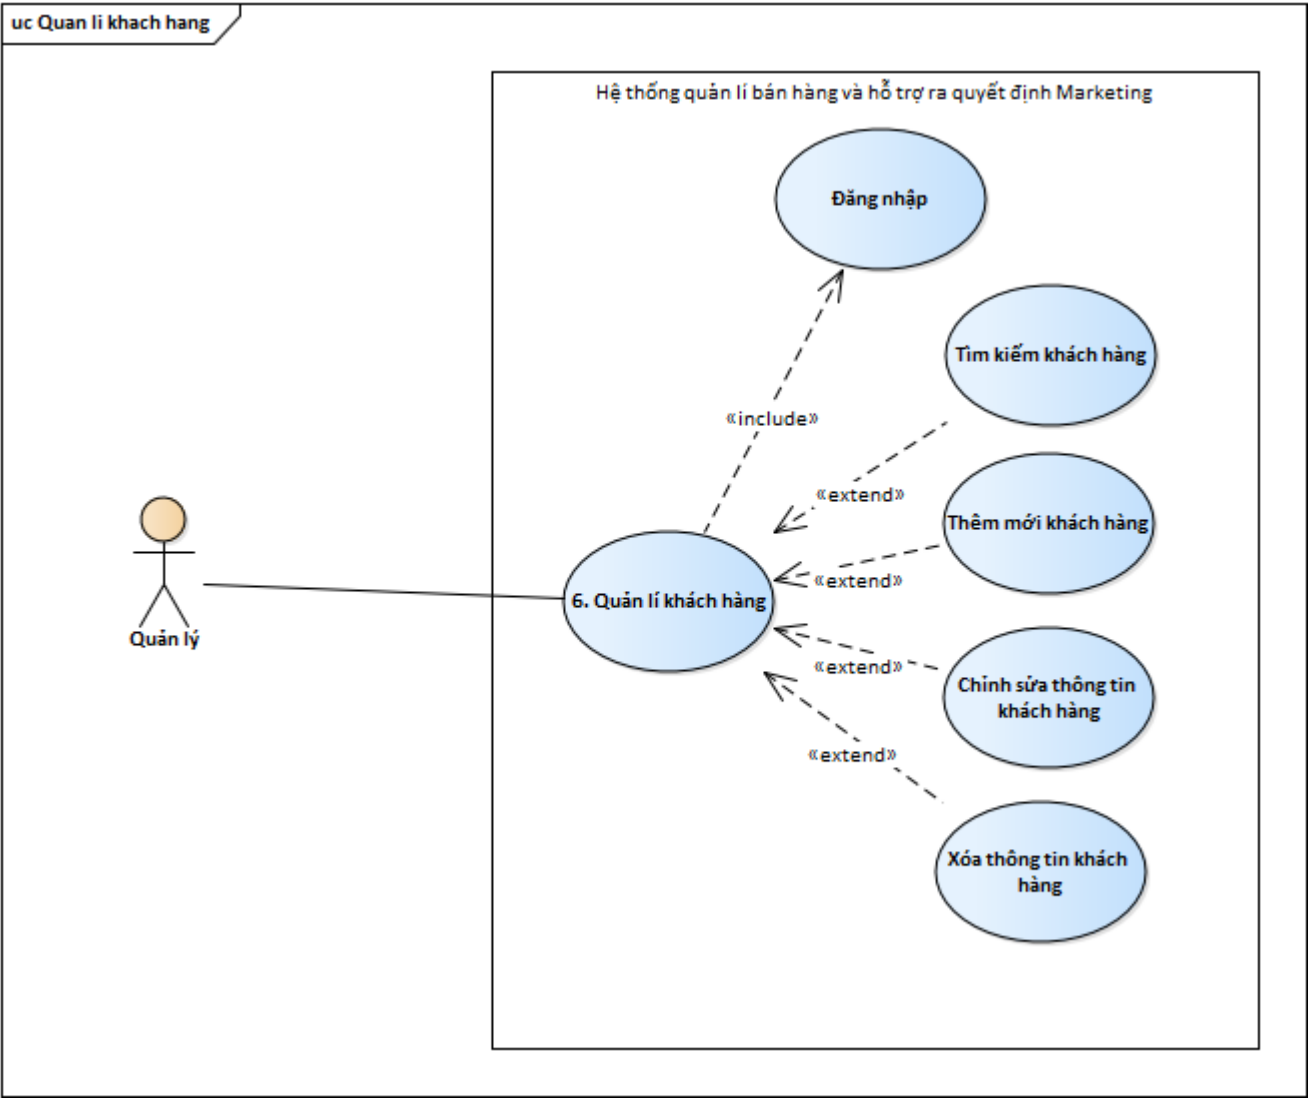 uc Quan li khach hang
Hệ thống quản lí bán hàng và hỗ trợ ra quyết định Marketing
Đăng nhập
Tìm kiếm khách hàng
«include»
«extend»
Thêm mới khách hàng
«extend»
6. Quản lí khách hàng
Quản lý
«extend»
Chỉnh sửa thông tin
khách hàng
«extend»
Xóa thông tin khách
hàng